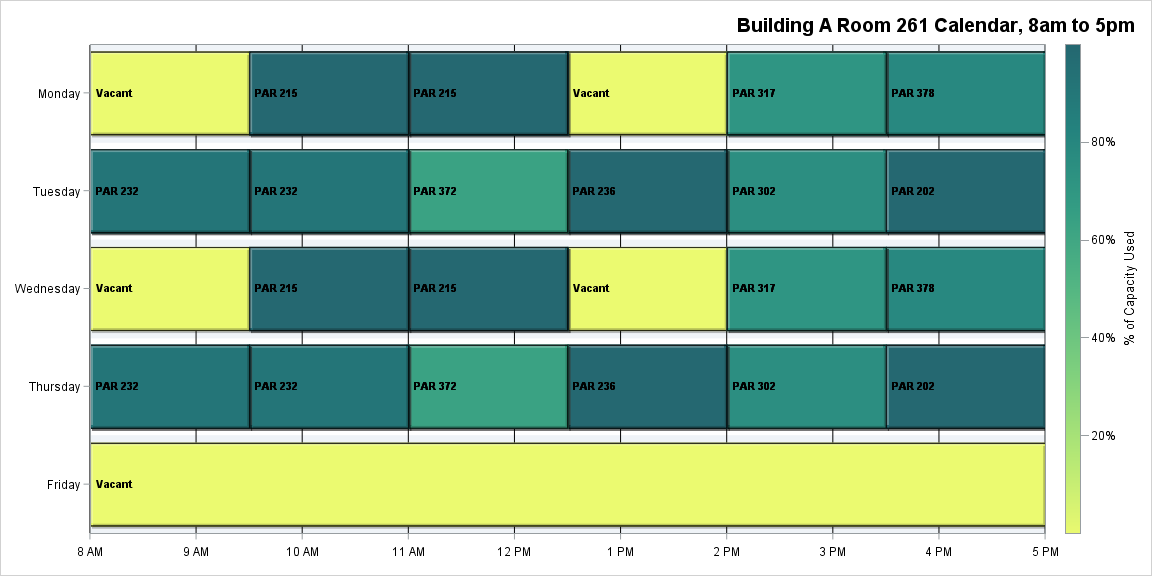 Building A Room 261 Calendar, 8am to 5pm
Monday
Vacant
PAR 215
PAR 215
Vacant
PAR 317
PAR 378
Tuesday
PAR 232
PAR 232
PAR 372
PAR 236
PAR 302
PAR 202
Wednesday
Vacant
PAR 215
PAR 215
Vacant
PAR 317
PAR 378
Thursday
PAR 232
PAR 232
PAR 372
PAR 236
PAR 302
PAR 202
Friday
Vacant
8 AM
9 AM
10 AM
11 AM
12 PM
1 PM
2 PM
3 PM
4 PM
5 PM
80%
60%
40%
20%
% of Capacity Used